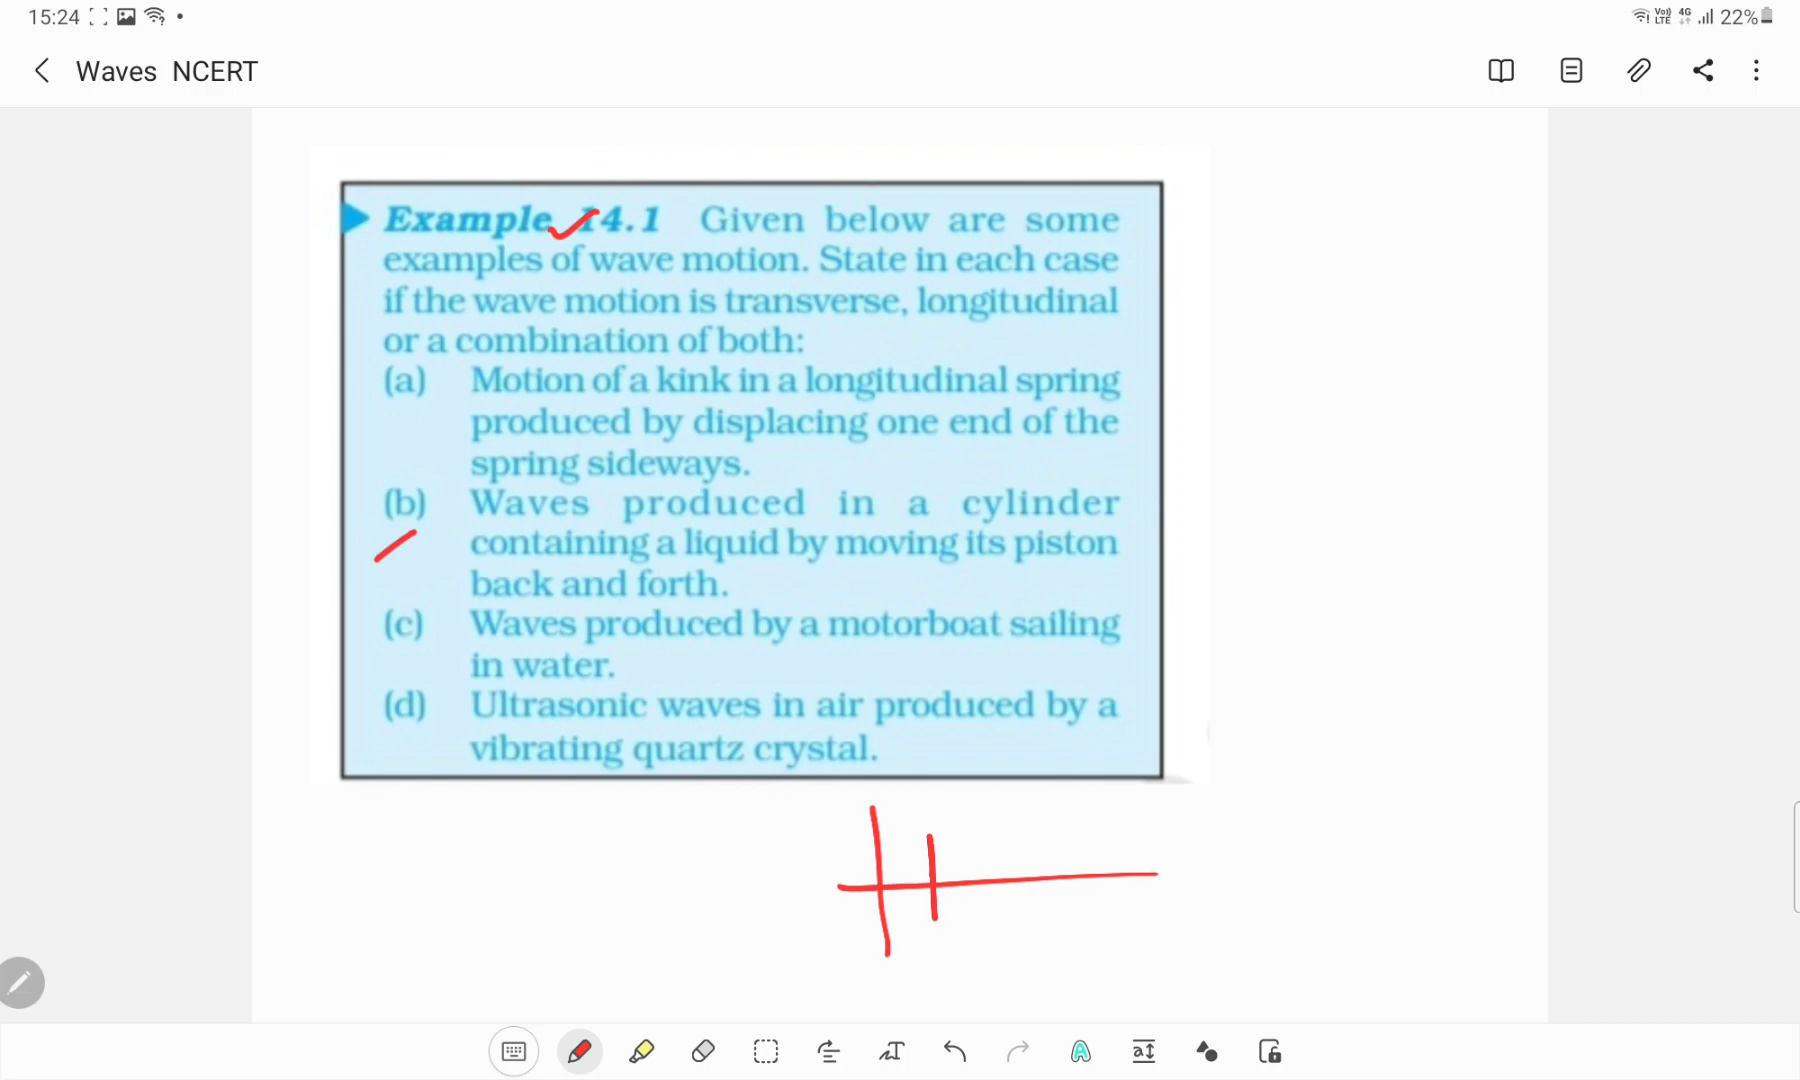 15:24 Vo)) LTE 4G 22%
Waves NCERT
Example 14.1 Given below are some
examples of wave motion. State in each case
if the wave motion is transverse, longitudinal
or a combination of both:
(a) Motion of a kink in a longitudinal spring
produced by displacing one end of the
spring sideways.
(b) Waves produced in a cylinder
containing a liquid by moving its piston
back and forth.
(c) Waves produced by a motorboat sailing
in water.
(d) Ultrasonic waves in air produced by a
vibrating quartz crystal.